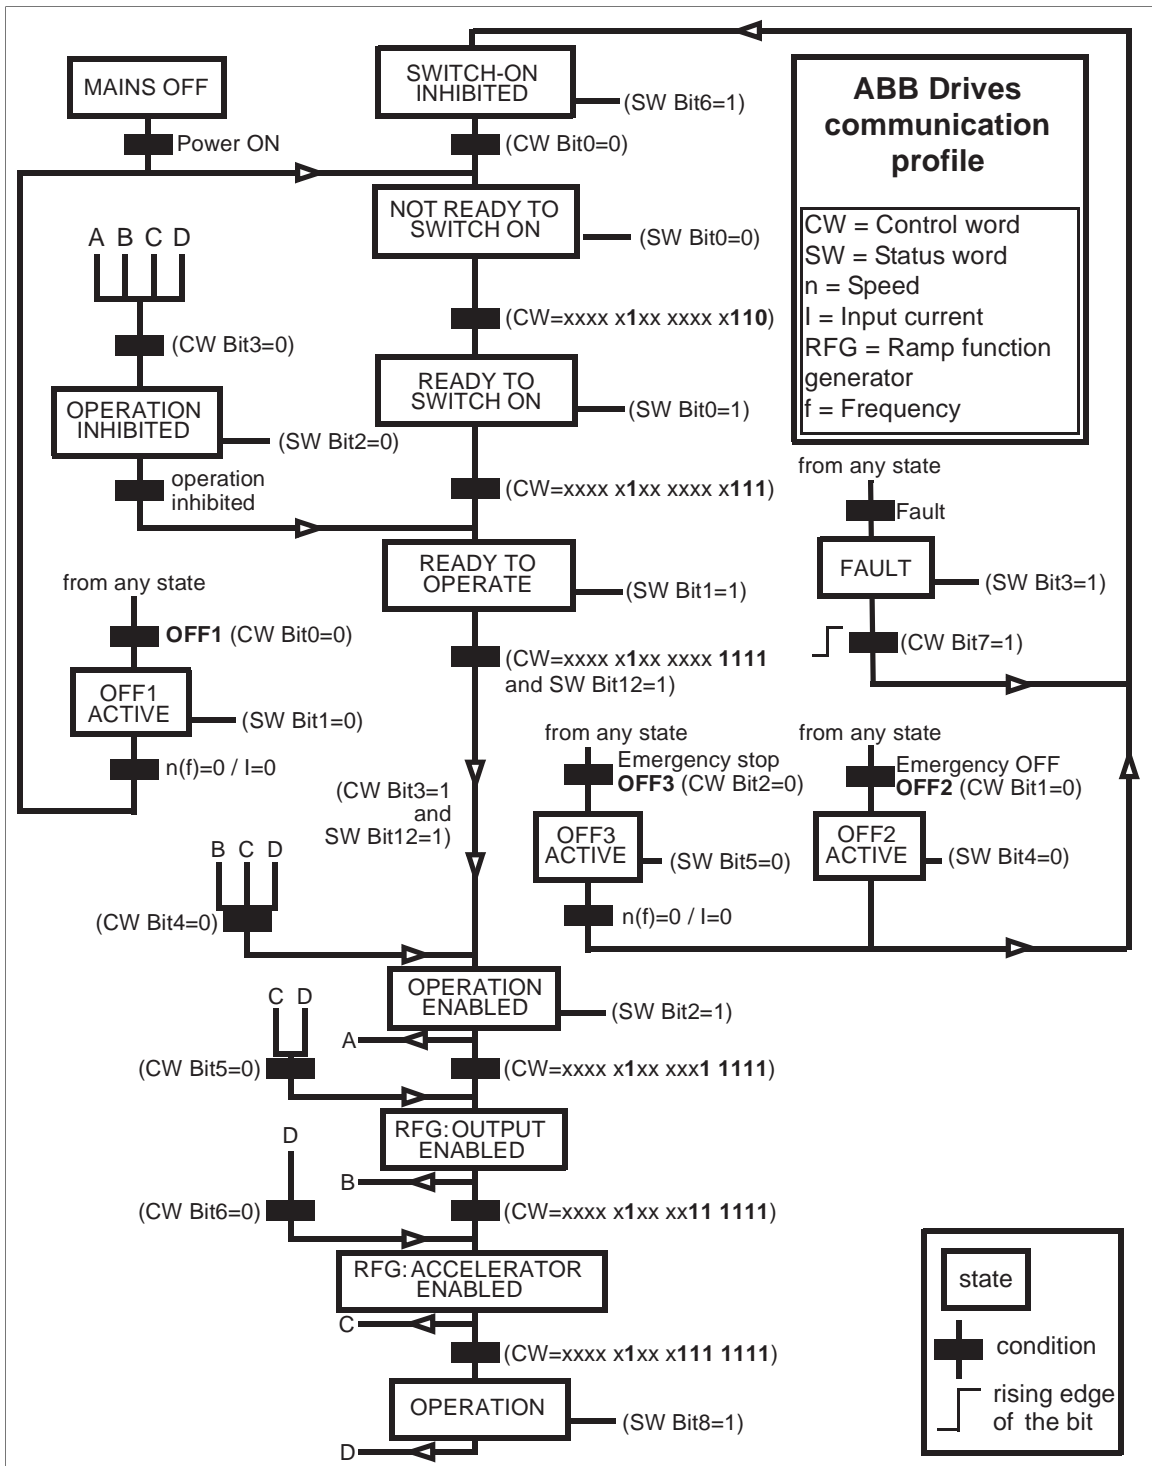 MAINS OFF
Power ON
SWITCH-ON
INHIBITED
(SW Bit6=1)
(CW Bit0=0)
ABB Drives
communication
profile
CW = Control word
SW = Status word
n = Speed
I = Input current
RFG = Ramp function
generator
f = Frequency
NOT READY TO
SWITCH ON
(SW Bit0=0)
A B C D
(CW Bit3=0)
(CW=xxxx x1xx xxxx x110)
OPERATION
INHIBITED
(SW Bit2=0)
operation
inhibited
READY TO
SWITCH ON
(SW Bit0=1)
(CW=xxxx x1xx xxxx x111)
from any state
Fault
FAULT
(SW Bit3=1)
(CW Bit7=1)
READY TO
OPERATE
(SW Bit1=1)
from any state
OFF1 (CW Bit0=0)
(CW=xxxx x1xx xxxx 1111
and SW Bit12=1)
OFF1
ACTIVE
(SW Bit1=0)
n(f)=0 / I=0
(CW Bit3=1
and
SW Bit12=1)
from any state
Emergency stop
OFF3 (CW Bit2=0)
OFF3
ACTIVE
(SW Bit5=0)
n(f)=0 / I=0
from any state
Emergency OFF
OFF2 (CW Bit1=0)
OFF2
ACTIVE
(SW Bit4=0)
B C D
(CW Bit4=0)
OPERATION
ENABLED
(SW Bit2=1)
A
C D
(CW Bit5=0)
(CW=xxxx x1xx xxx1 1111)
RFG: OUTPUT
ENABLED
B
D
(CW Bit6=0)
(CW=xxxx x1xx xx11 1111)
RFG: ACCELERATOR
ENABLED
C
(CW=xxxx x1xx x111 1111)
OPERATION
(SW Bit8=1)
D
state
condition
rising edge
of the bit